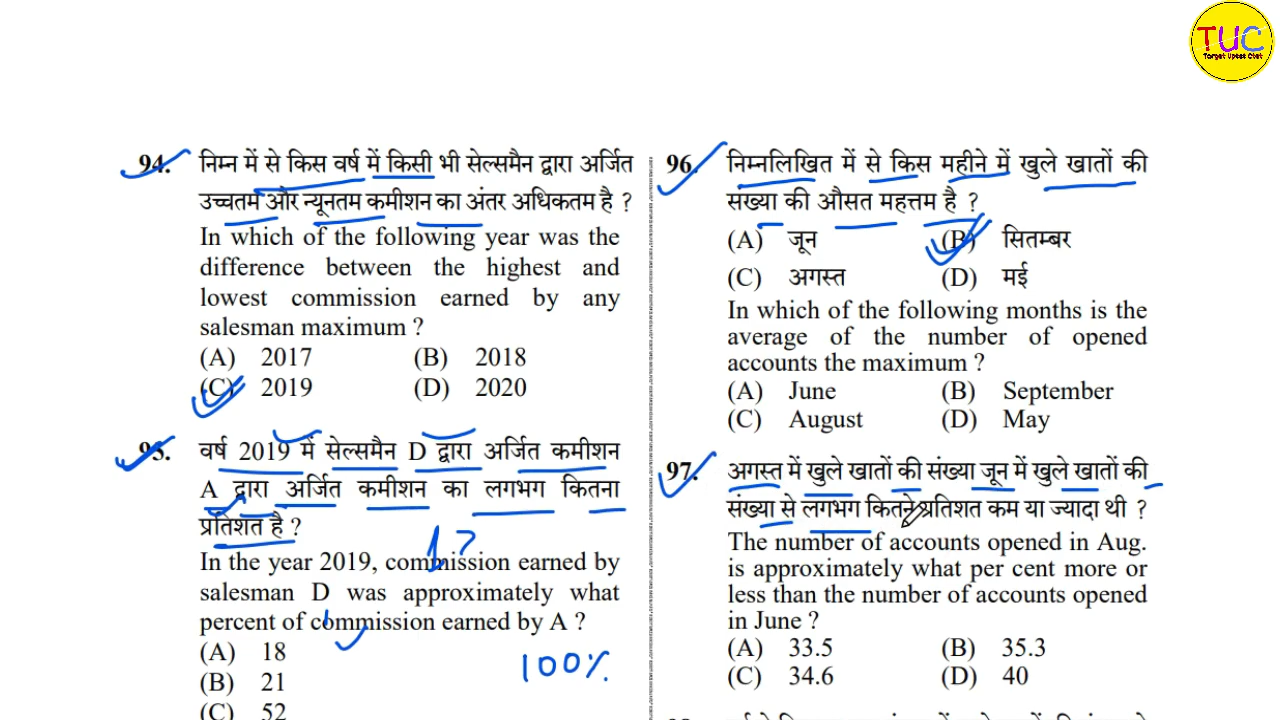 TUC
Target Upess Ctet
94. निम्न में से किस वर्ष में किसी भी सेल्समैन द्वारा अर्जित
उच्चतम और न्यूनतम कमीशन का अंतर अधिकतम है ?
In which of the following year was the
difference between the highest and
lowest commission earned by any
salesman maximum ?
(A) 2017 (B) 2018
(C) 2019 (D) 2020
95. वर्ष 2019 में सेल्समैन D द्वारा अर्जित कमीशन
A द्वारा अर्जित कमीशन का लगभग कितना
प्रतिशत है ?
In the year 2019, commission earned by
salesman D was approximately what
percent of commission earned by A ?
(A) 18
(B) 21
(C) 52
100%
96. निम्नलिखित में से किस महीने में खुले खातों की
संख्या की औसत महत्तम है ?
(A) जून (B) सितम्बर
(C) अगस्त (D) मई
In which of the following months is the
average of the number of opened
accounts the maximum ?
(A) June (B) September
(C) August (D) May
97. अगस्त में खुले खातों की संख्या जून में खुले खातों की
संख्या से लगभग कितने प्रतिशत कम या ज्यादा थी ?
The number of accounts opened in Aug.
is approximately what per cent more or
less than the number of accounts opened
in June ?
(A) 33.5 (B) 35.3
(C) 34.6 (D) 40